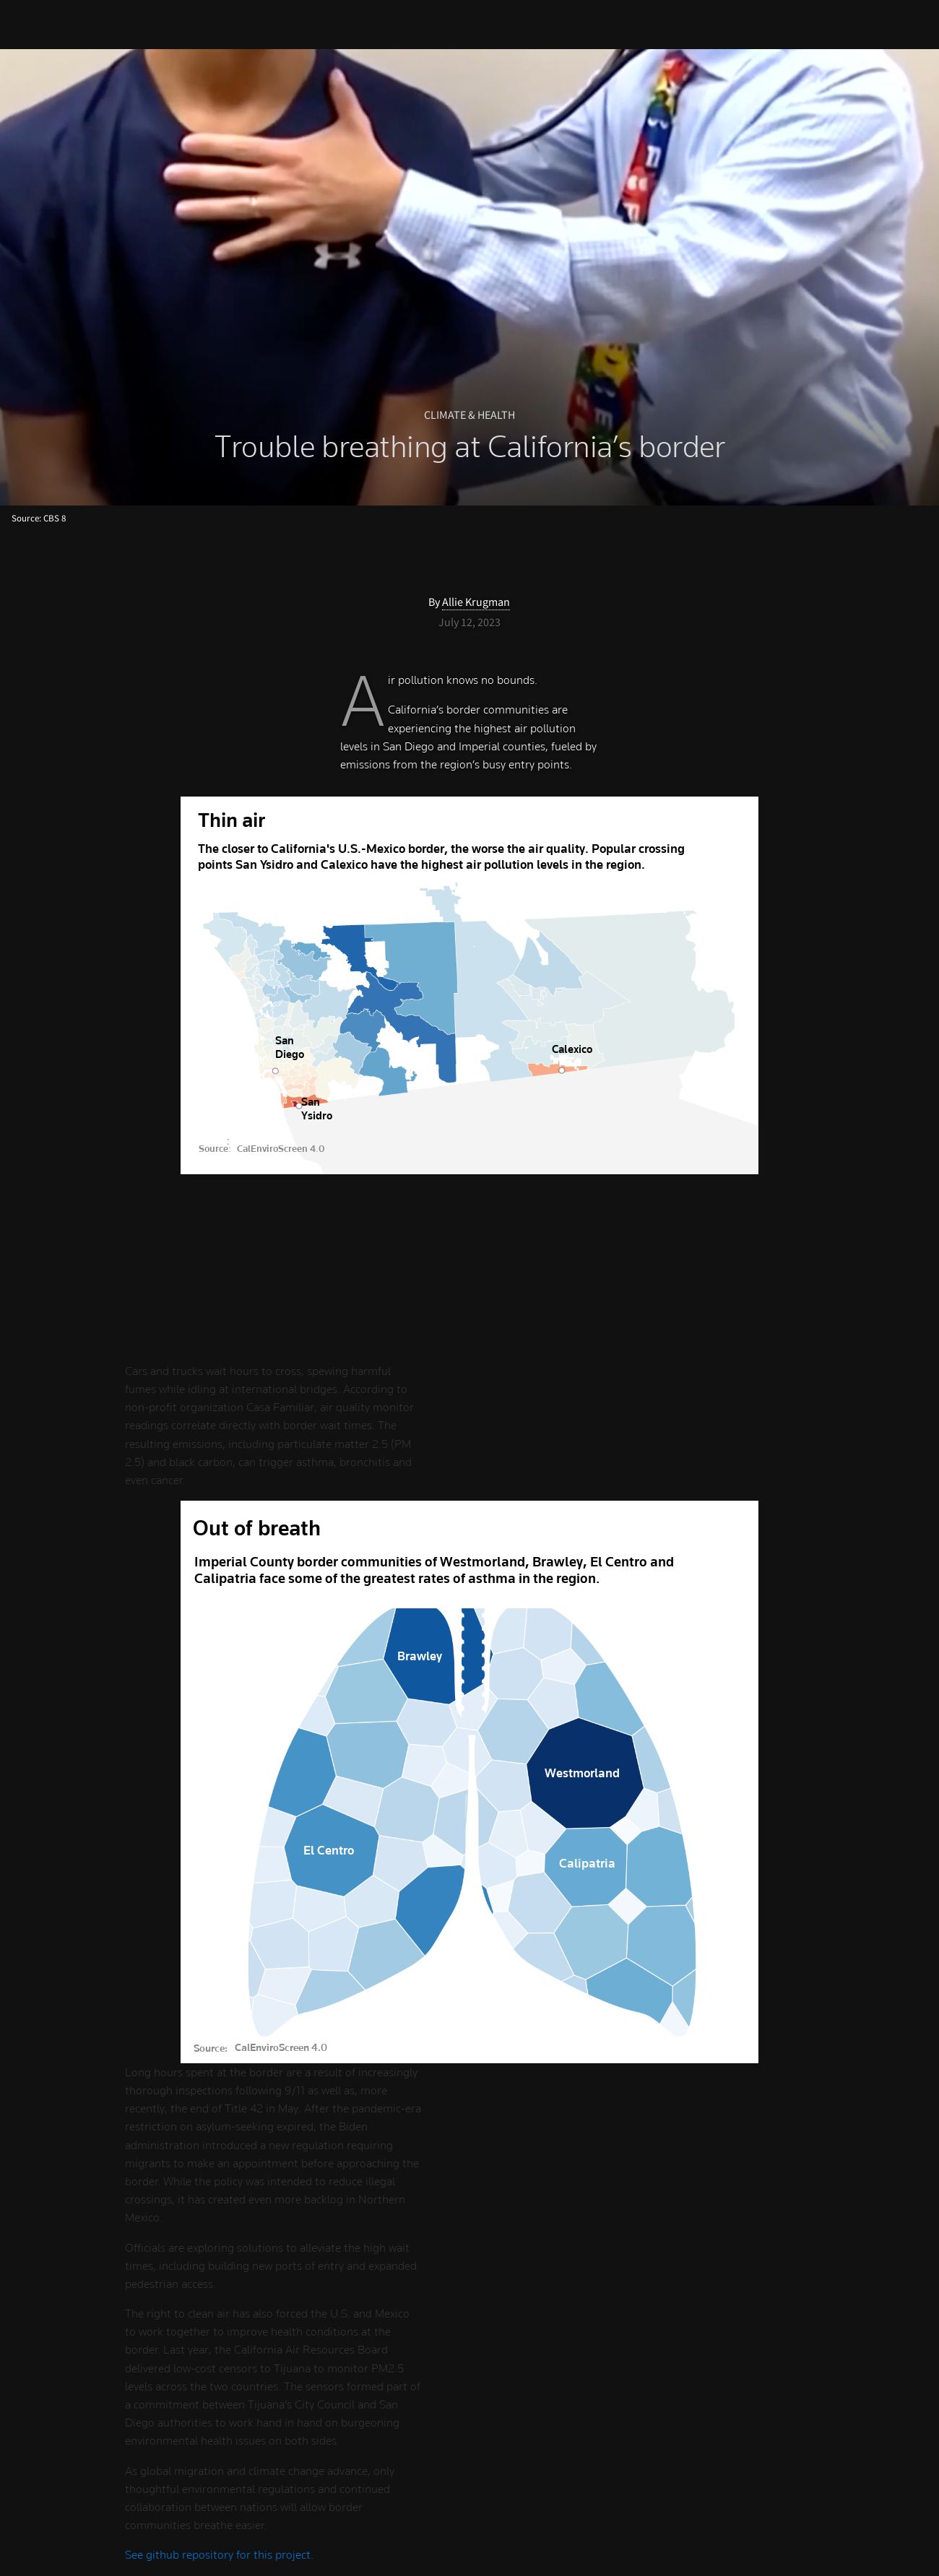 CLIMATE & HEALTH
Trouble breathing at California’s border
Source: CBS 8
By Allie Krugman
July 12, 2023
Air pollution knows no bounds.
California’s border communities are
experiencing the highest air pollution
levels in San Diego and Imperial counties, fueled by
emissions from the region’s busy entry points.
Thin air
The closer to California's U.S.-Mexico border, the worse the air quality. Popular crossing
points San Ysidro and Calexico have the highest air pollution levels in the region.
San
Diego
Calexico
San
Ysidro
Source: CalEnviroScreen 4.0
Cars and trucks wait hours to cross, spewing harmful
fumes while idling at international bridges. According to
non-profit organization Casa Familiar, air quality monitor
readings correlate directly with border wait times. The
resulting emissions, including particulate matter 2.5 (PM
2.5) and black carbon, can trigger asthma, bronchitis and
even cancer.
Out of breath
Imperial County border communities of Westmorland, Brawley, El Centro and
Calipatria face some of the greatest rates of asthma in the region.
Brawley
Westmorland
El Centro
Calipatria
Source: CalEnviroScreen 4.0
Long hours spent at the border are a result of increasingly
thorough inspections following 9/11 as well as, more
recently, the end of Title 42 in May. After the pandemic-era
restriction on asylum-seeking expired, the Biden
administration introduced a new regulation requiring
migrants to make an appointment before approaching the
border. While the policy was intended to reduce illegal
crossings, it has created even more backlog in Northern
Mexico.
Officials are exploring solutions to alleviate the high wait
times, including building new ports of entry and expanded
pedestrian access.
The right to clean air has also forced the U.S. and Mexico
to work together to improve health conditions at the
border. Last year, the California Air Resources Board
delivered low-cost censors to Tijuana to monitor PM2.5
levels across the two countries. The sensors formed part of
a commitment between Tijuana’s City Council and San
Diego authorities to work hand in hand on burgeoning
environmental health issues on both sides.
As global migration and climate change advance, only
thoughtful environmental regulations and continued
collaboration between nations will allow border
communities breathe easier.
See github repository for this project.